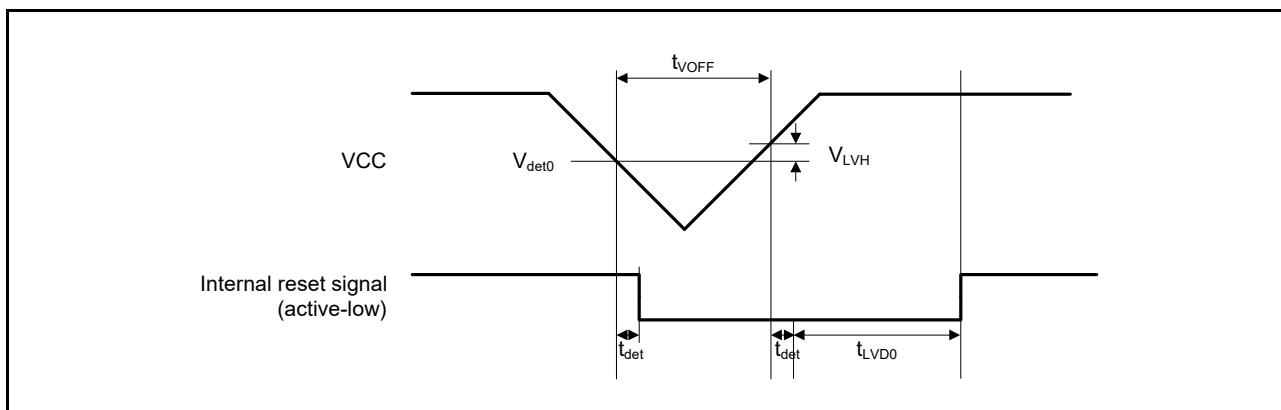 tVOFF
VCC
Vdet0
VLVH
Internal reset signal
(active-low)
tdet
tdet
tLVD0